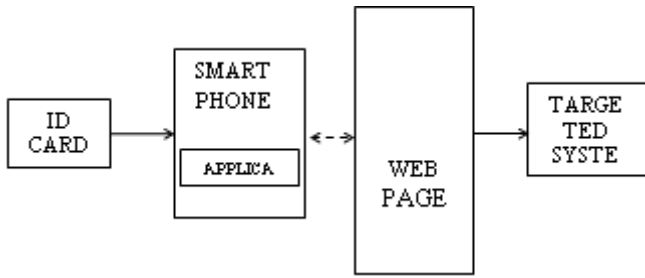 ID
CARD
SMART
PHONE
APPLICA
WEB
PAGE
TARGE
TED
SYSTE